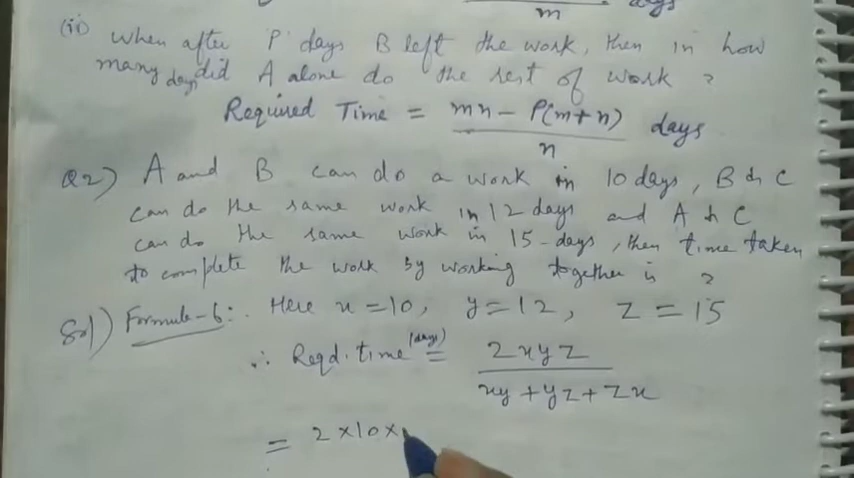 m days
(ii) When after P days B left the work, then in how
many days did A alone do the rest of work ?
Required Time = mn - P(m+n) / n days
Q2) A and B can do a work in 10 days, B & C
can do the same work in 12 days and A & C
can do the same work in 15-days, then time taken
to complete the work by working together is ?
Sol) Formule-6:. Here x = 10, y = 12, z = 15
∴ Reqd. time (days) = 2xyz / xy + yz + zx
= 2 × 10 ×